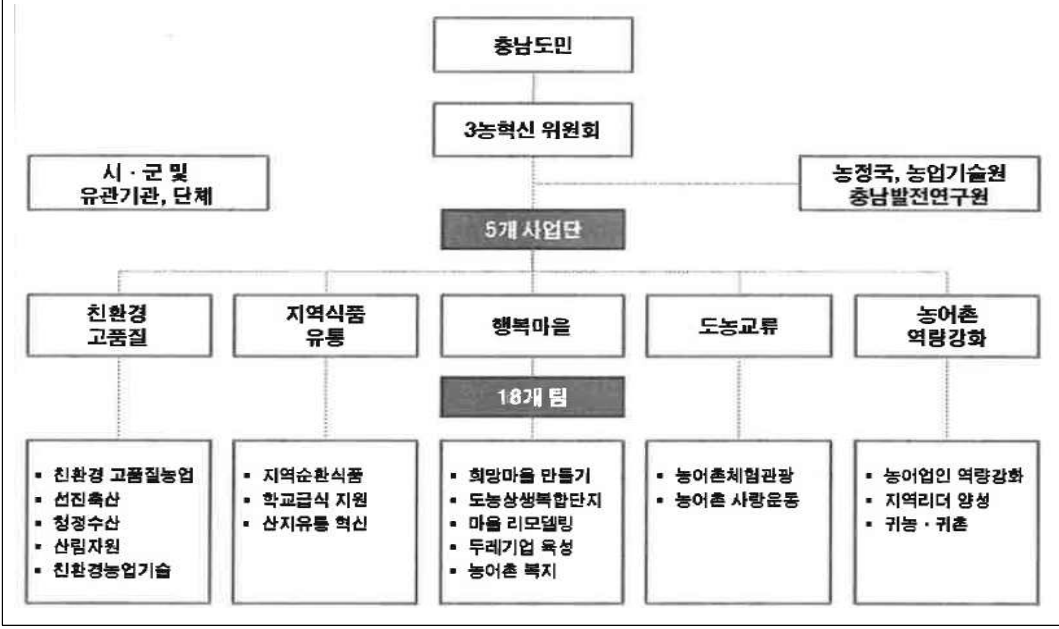 충남도민
3농혁신 위원회
시 · 군 및
유관기관, 단체
농정국, 농업기술원
충남발전연구원
5개 사업단
친환경
고품질
지역식품
유통
행복마을
도농교류
농어촌
역량강화
18개 팀
▪ 친환경 고품질농업
▪ 선진축산
▪ 청정수산
▪ 산림자원
▪ 친환경농업기술
▪ 지역순환식품
▪ 학교급식 지원
▪ 산지유통 혁신
▪ 희망마을 만들기
▪ 도농상생복합단지
▪ 마을 리모델링
▪ 두레기업 육성
▪ 농어촌 복지
▪ 농어촌체험관광
▪ 농어촌 사랑운동
▪ 농어업인 역량강화
▪ 지역리더 양성
▪ 귀농 · 귀촌